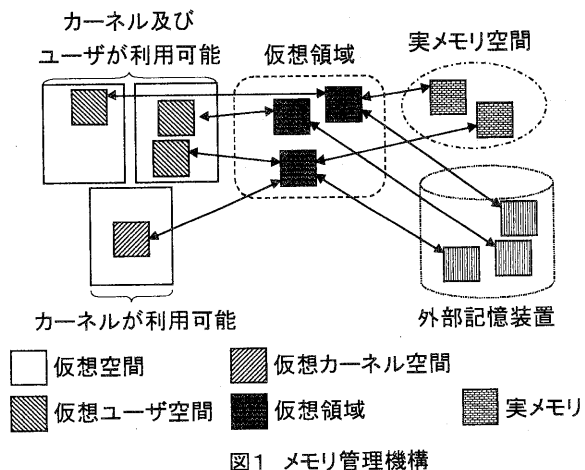 カーネル及び
ユーザが利用可能
仮想領域
実メモリ空間
カーネルが利用可能
外部記憶装置
仮想空間
仮想カーネル空間
仮想ユーザ空間
仮想領域
実メモリ
図1 メモリ管理機構